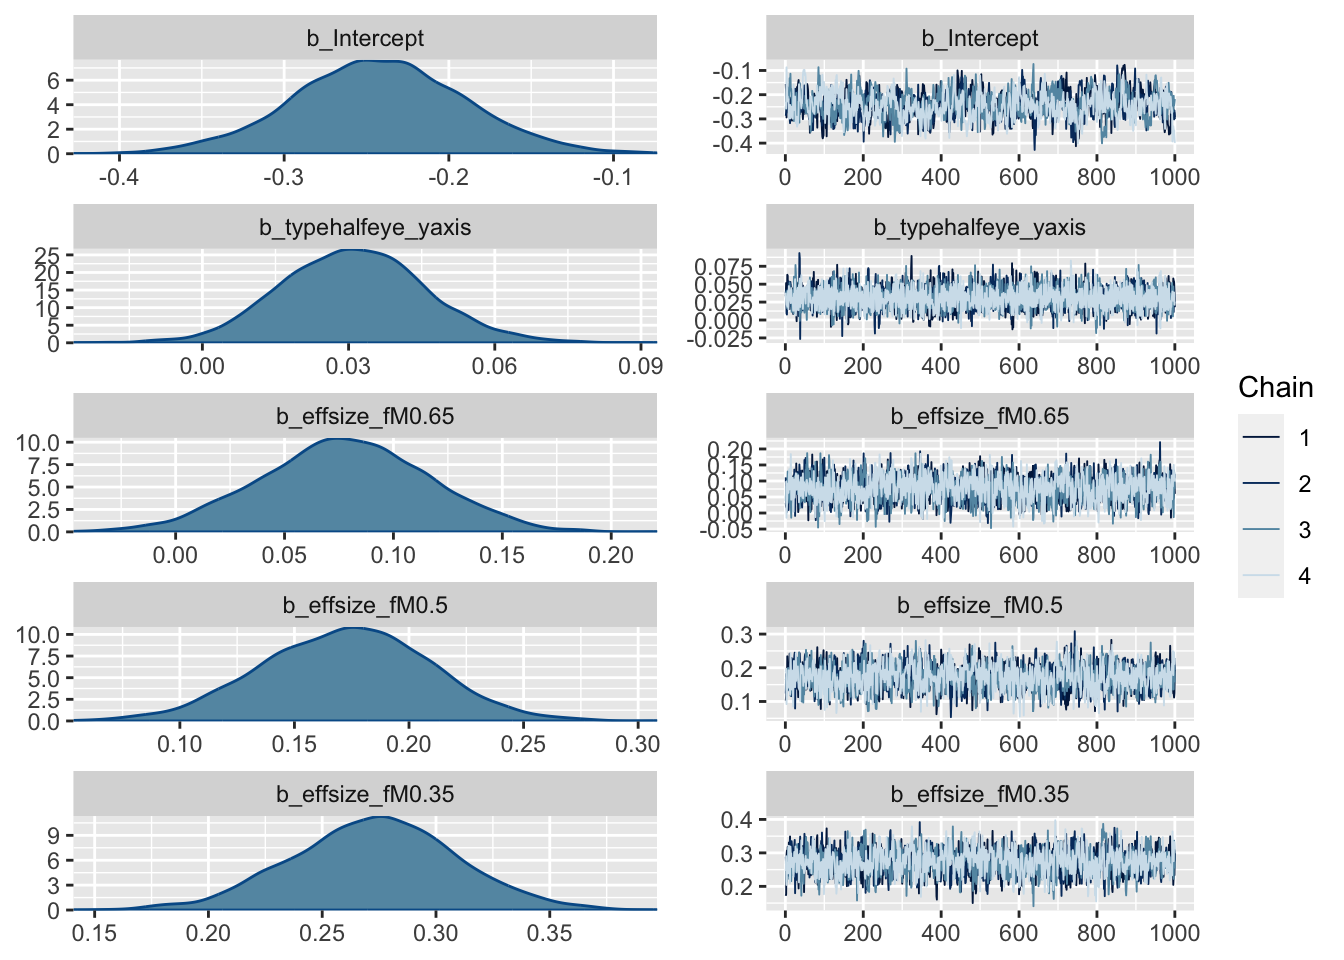 b_Intercept
6
4
2
0
-0.4 -0.3 -0.2 -0.1
b_Intercept
-0.1
-0.2
-0.3
-0.4
0 200 400 600 800 1000
b_typehalfeye_yaxis
25
20
15
10
5
0
0.00 0.03 0.06 0.09
b_typehalfeye_yaxis
0.075
0.050
0.025
0.000
-0.025
0 200 400 600 800 1000
b_effsize_fM0.65
10.0
7.5
5.0
2.5
0.0
0.00 0.05 0.10 0.15 0.20
b_effsize_fM0.65
0.20
0.15
0.10
0.05
0.00
-0.05
0 200 400 600 800 1000
b_effsize_fM0.5
10.0
7.5
5.0
2.5
0.0
0.10 0.15 0.20 0.25 0.30
b_effsize_fM0.5
0.3
0.2
0.1
0 200 400 600 800 1000
b_effsize_fM0.35
9
6
3
0
0.15 0.20 0.25 0.30 0.35
b_effsize_fM0.35
0.4
0.3
0.2
0 200 400 600 800 1000
Chain
1
2
3
4